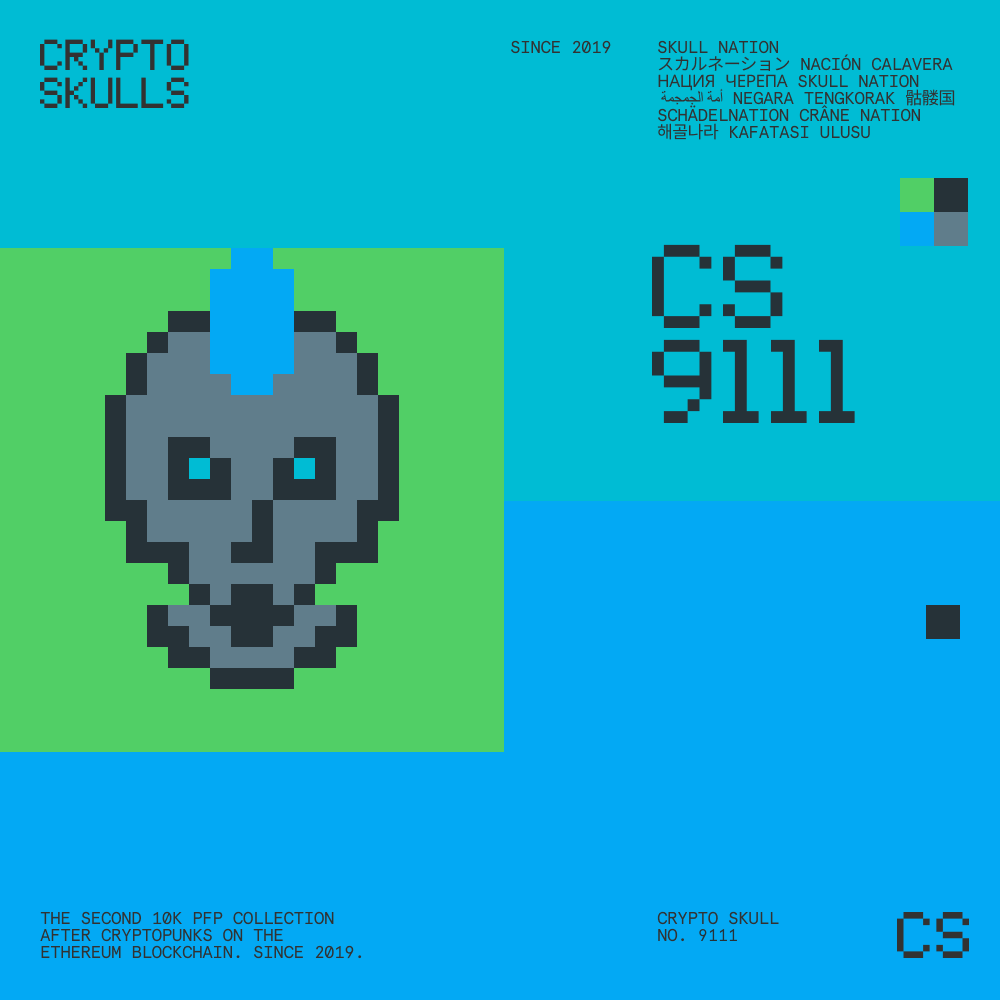 CRYPTO
SKULLS
SINCE 2019
SKULL NATION
スカルネーション NACIÓN CALAVERA
НАЦИЯ ЧЕРЕПА SKULL NATION
أمة الجمجمة NEGARA TENGKORAK 骷髅国
SCHÄDELNATION CRÂNE NATION
해골나라 KAFATASI ULUSU
CS
9111
THE SECOND 10K PFP COLLECTION
AFTER CRYPTOPUNKS ON THE
ETHEREUM BLOCKCHAIN. SINCE 2019.
CRYPTO SKULL
NO. 9111
CS